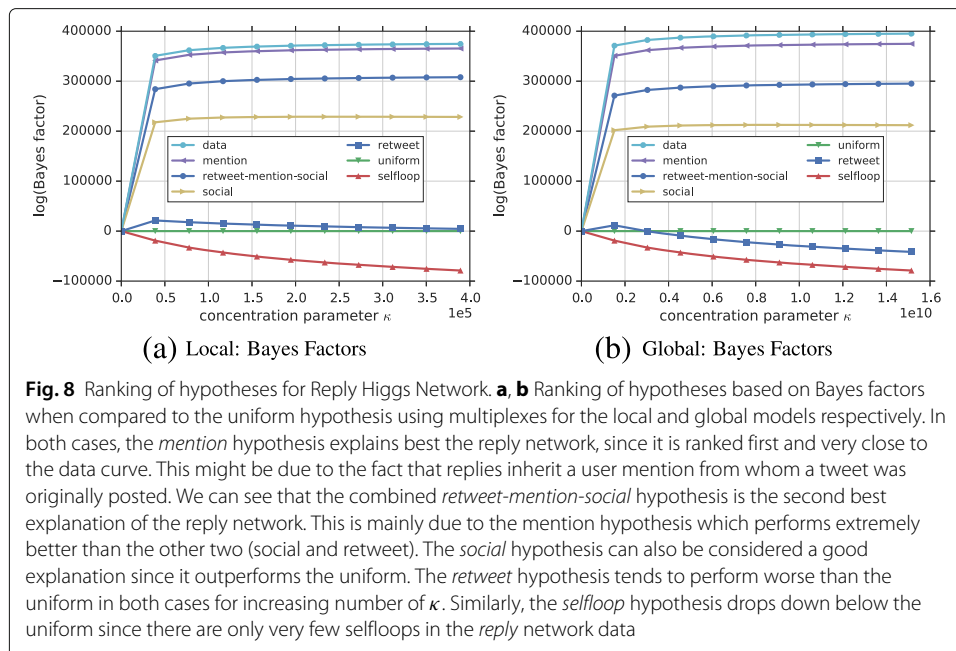 400000
300000
200000
100000
0
−100000
log(Bayes factor)
data
mention
retweet-mention-social
social
uniform
retweet
selfloop
0.0 0.5 1.0 1.5 2.0 2.5 3.0 3.5 4.0
concentration parameter κ 1e5
(a) Local: Bayes Factors
400000
300000
200000
100000
0
−100000
log(Bayes factor)
data
mention
retweet-mention-social
social
uniform
retweet
selfloop
0.0 0.2 0.4 0.6 0.8 1.0 1.2 1.4 1.6
concentration parameter κ 1e10
(b) Global: Bayes Factors
Fig. 8 Ranking of hypotheses for Reply Higgs Network. a, b Ranking of hypotheses based on Bayes factors
when compared to the uniform hypothesis using multiplexes for the local and global models respectively. In
both cases, the mention hypothesis explains best the reply network, since it is ranked first and very close to
the data curve. This might be due to the fact that replies inherit a user mention from whom a tweet was
originally posted. We can see that the combined retweet-mention-social hypothesis is the second best
explanation of the reply network. This is mainly due to the mention hypothesis which performs extremely
better than the other two (social and retweet). The social hypothesis can also be considered a good
explanation since it outperforms the uniform. The retweet hypothesis tends to perform worse than the
uniform in both cases for increasing number of κ. Similarly, the selfloop hypothesis drops down below the
uniform since there are only very few selfloops in the reply network data